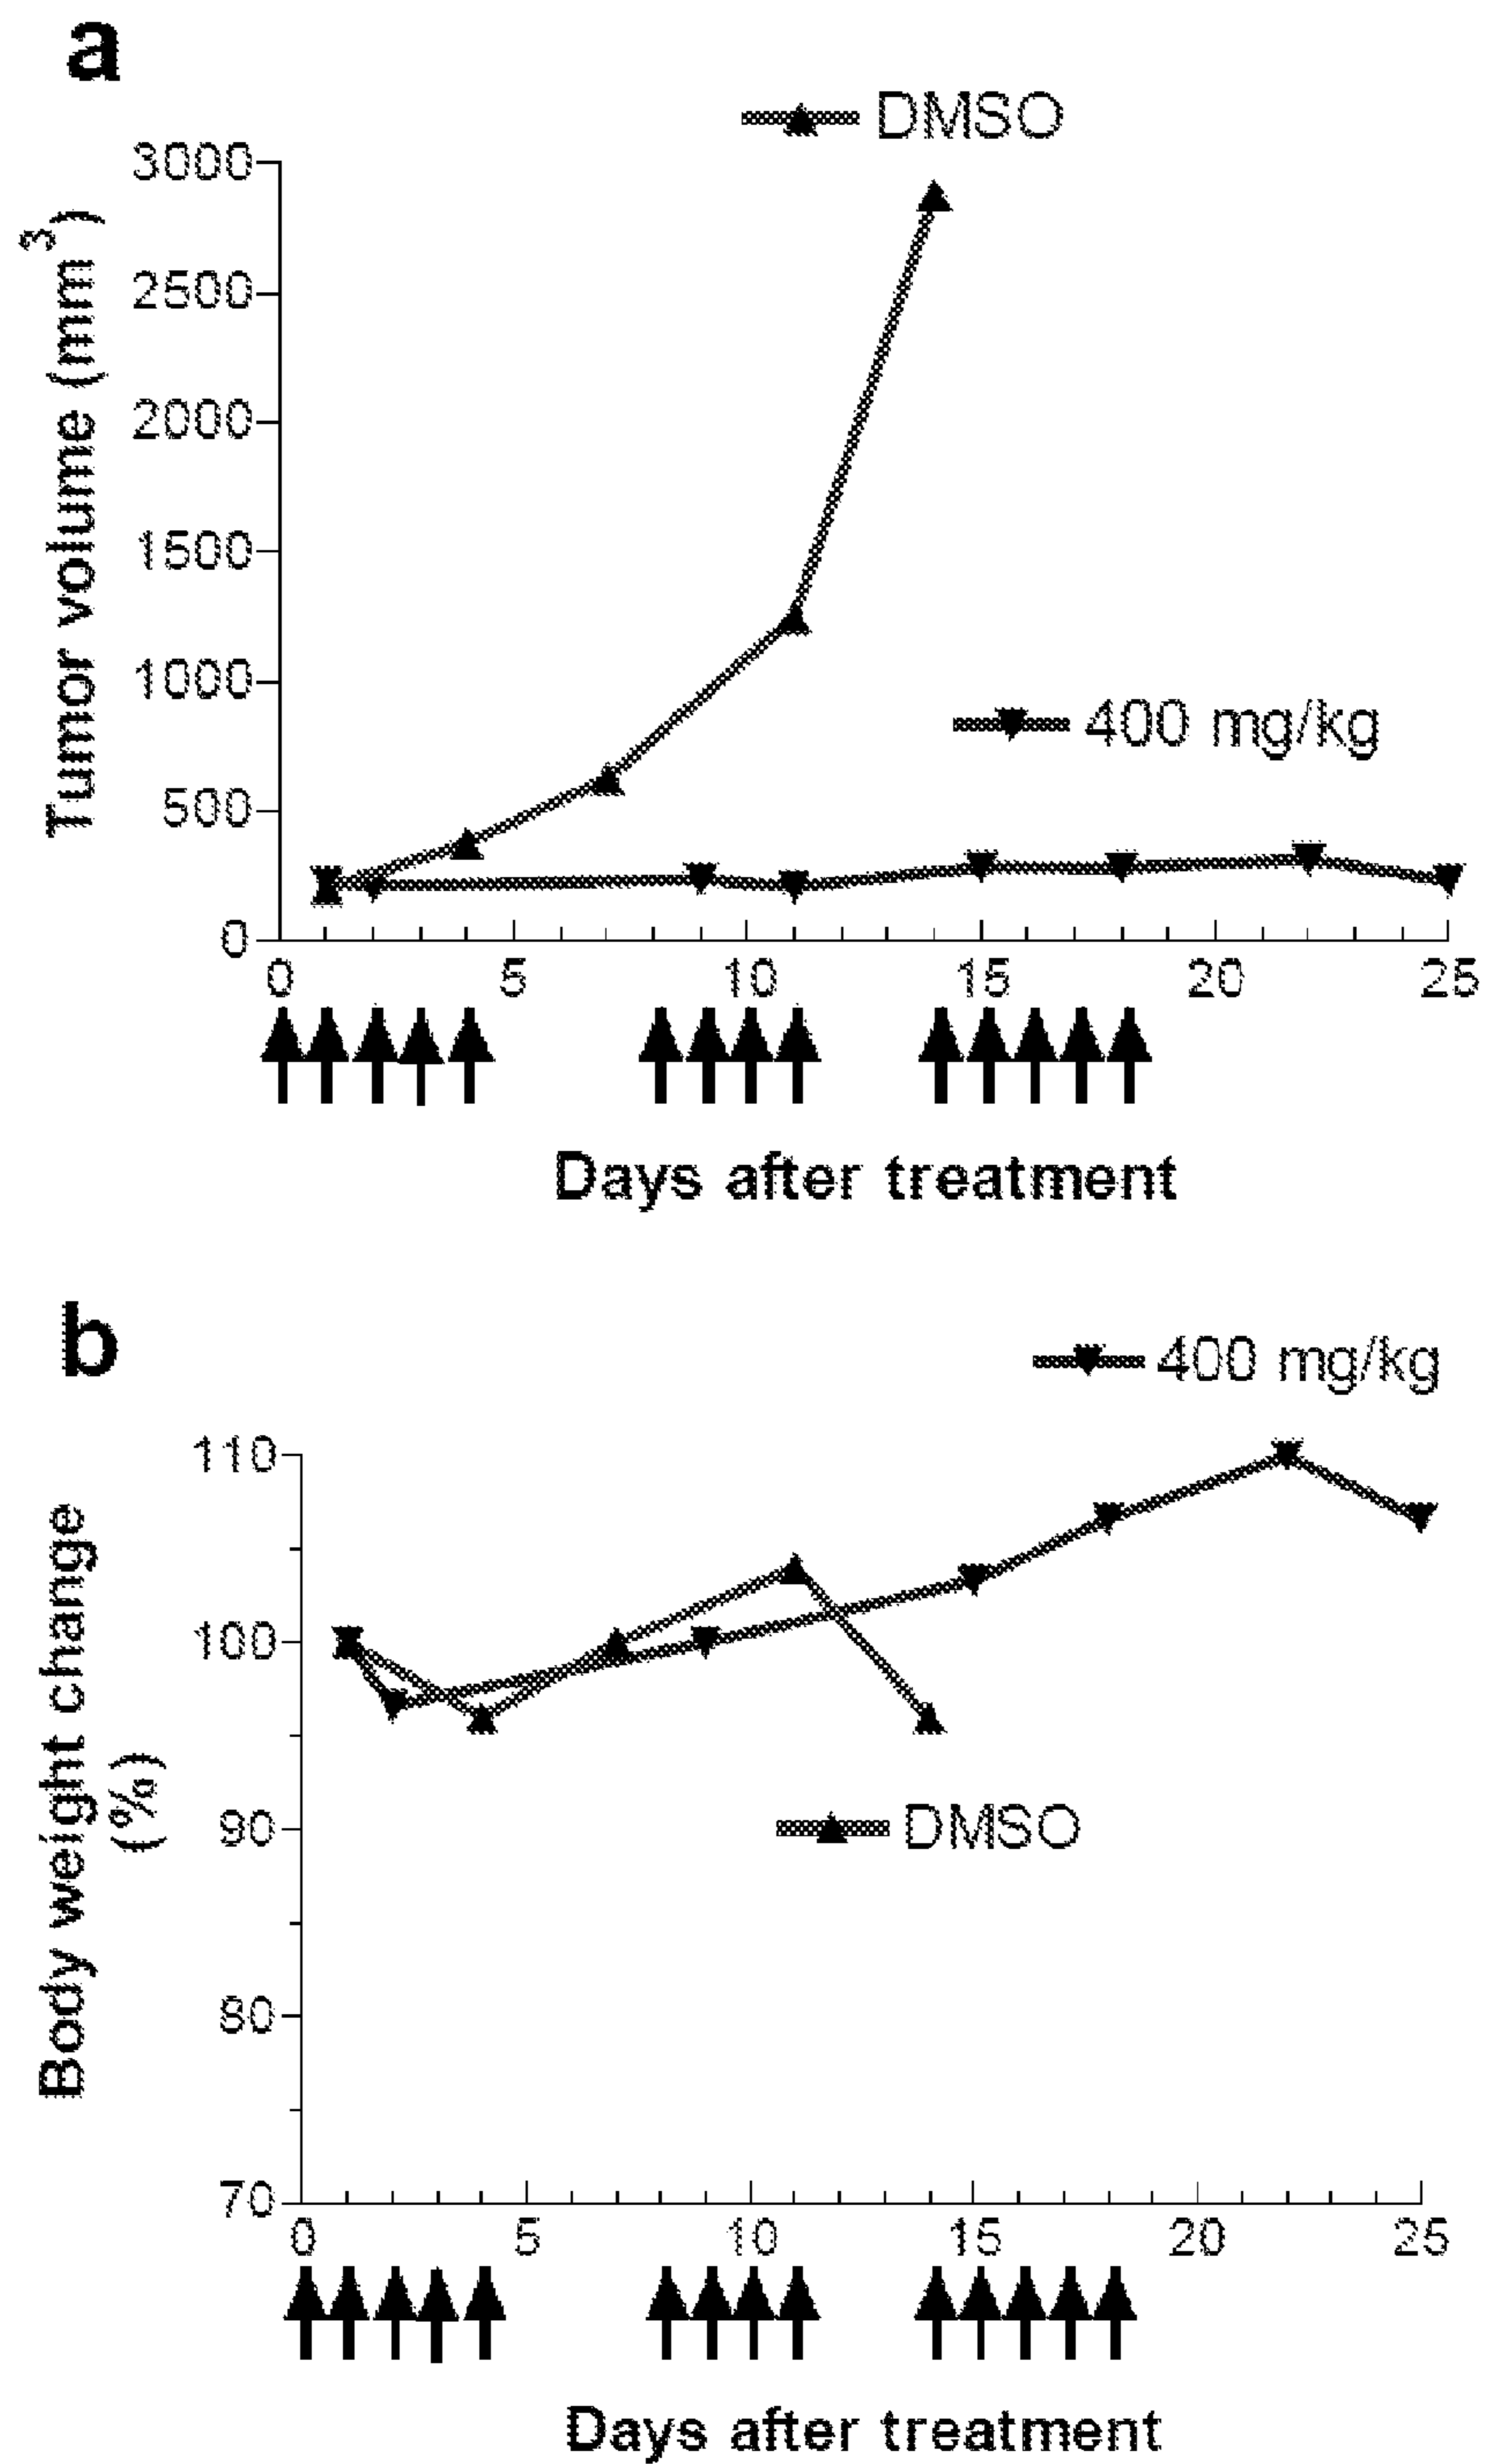 a
DMSO
3000
2500
2000
1500
1000
500
0
Tumor volume (mm³)
400 mg/kg
0 5 10 15 20 25
Days after treatment
b
400 mg/kg
110
100
90
80
70
Body weight change
(%)
DMSO
0 5 10 15 20 25
Days after treatment